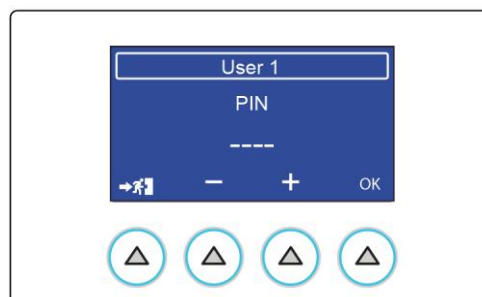 User 1
PIN
----
− + OK